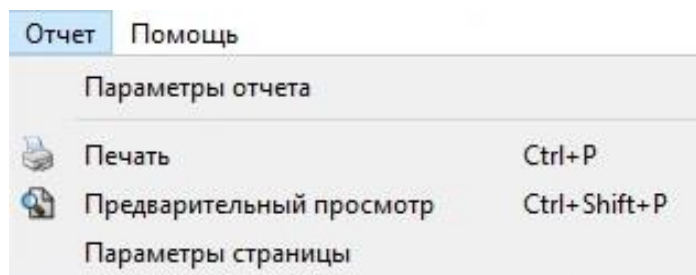 Отчет Помощь
Параметры отчета
Печать Ctrl+P
Предварительный просмотр Ctrl+Shift+P
Параметры страницы